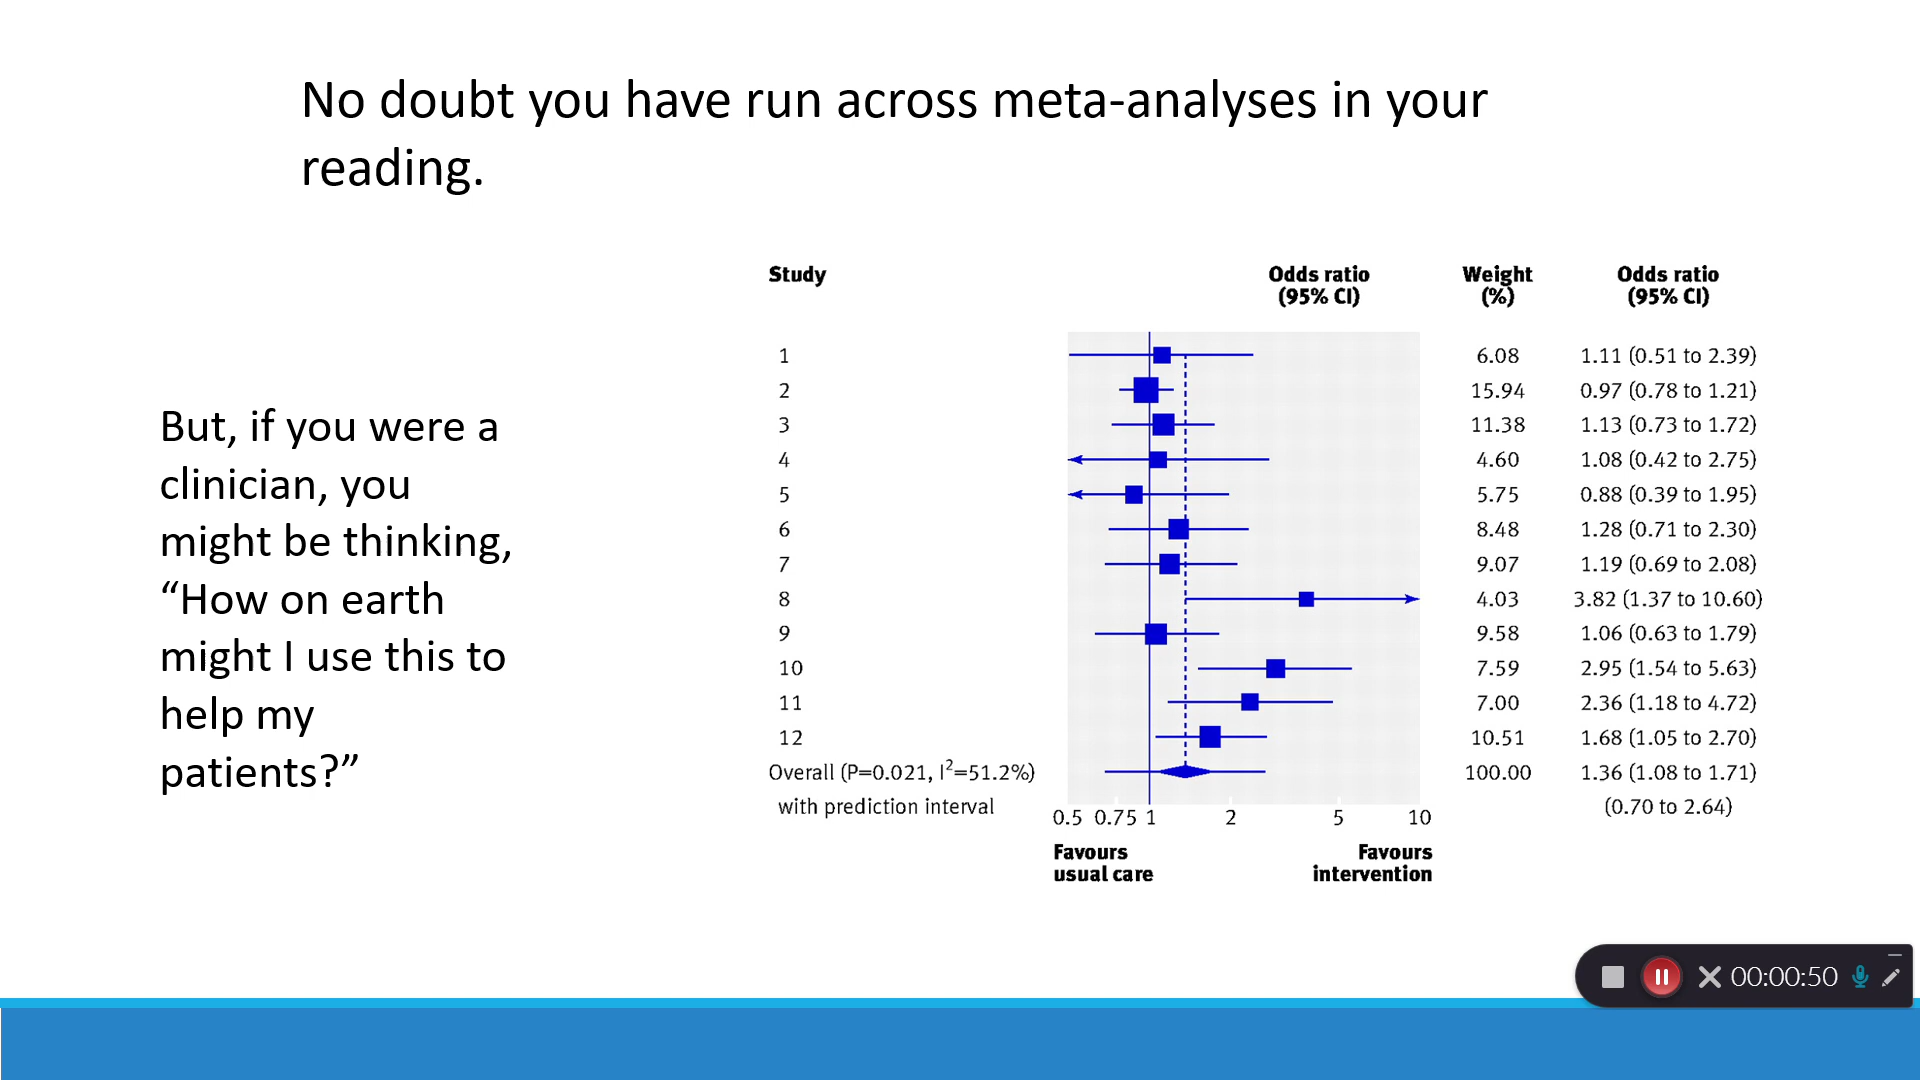 No doubt you have run across meta-analyses in your
reading.
But, if you were a
clinician, you
might be thinking,
“How on earth
might I use this to
help my
patients?”
Study Odds ratio (95% CI) Weight (%) Odds ratio (95% CI)
1 6.08 1.11 (0.51 to 2.39)
2 15.94 0.97 (0.78 to 1.21)
3 11.38 1.13 (0.73 to 1.72)
4 4.60 1.08 (0.42 to 2.75)
5 5.75 0.88 (0.39 to 1.95)
6 8.48 1.28 (0.71 to 2.30)
7 9.07 1.19 (0.69 to 2.08)
8 4.03 3.82 (1.37 to 10.60)
9 9.58 1.06 (0.63 to 1.79)
10 7.59 2.95 (1.54 to 5.63)
11 7.00 2.36 (1.18 to 4.72)
12 10.51 1.68 (1.05 to 2.70)
Overall (P=0.021, I²=51.2%) 100.00 1.36 (1.08 to 1.71)
with prediction interval (0.70 to 2.64)
0.5 0.75 1 2 5 10
Favours usual care Favours intervention
00:00:50